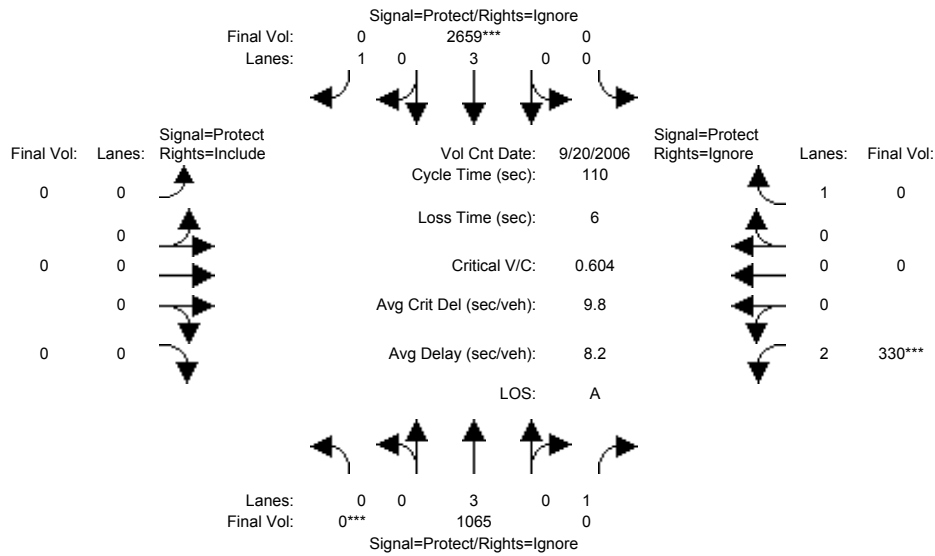 Signal=Protect/Rights=Ignore
Final Vol: 0 2659*** 0
Lanes: 1 0 3 0 0
Signal=Protect Signal=Protect
Final Vol: Lanes: Rights=Include Vol Cnt Date: 9/20/2006 Rights=Ignore Lanes: Final Vol:
Cycle Time (sec): 110
0 0 1 0
Loss Time (sec): 6
0 0
0 0 Critical V/C: 0.604 0 0
0 Avg Crit Del (sec/veh): 9.8 0
0 0 Avg Delay (sec/veh): 8.2 2 330***
LOS: A
Lanes: 0 0 3 0 1
Final Vol: 0*** 1065 0
Signal=Protect/Rights=Ignore